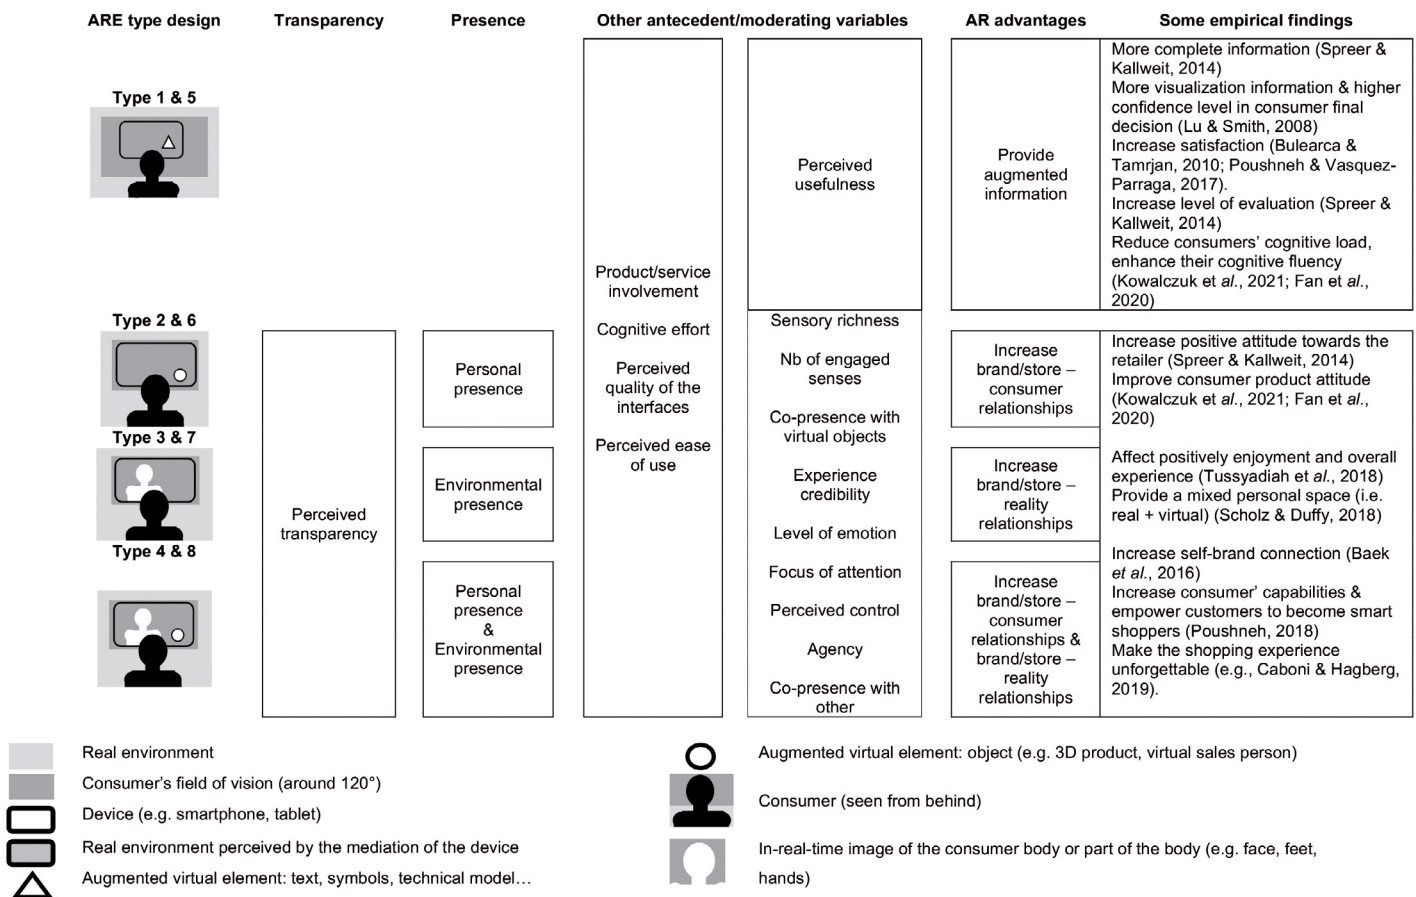 ARE type design
Transparency
Presence
Other antecedent/moderating variables
AR advantages
Some empirical findings
Type 1 & 5
Type 2 & 6
Type 3 & 7
Type 4 & 8
Perceived
transparency
Personal
presence
Environmental
presence
Personal
presence
&
Environmental
presence
Product/service
involvement
Cognitive effort
Perceived
quality of the
interfaces
Perceived ease
of use
Perceived
usefulness
Sensory richness
Nb of engaged
senses
Co-presence with
virtual objects
Experience
credibility
Level of emotion
Focus of attention
Perceived control
Agency
Co-presence with
other
Provide
augmented
information
Increase
brand/store –
consumer
relationships
Increase
brand/store –
reality
relationships
Increase
brand/store –
consumer
relationships &
brand/store –
reality
relationships
More complete information (Spreer &
Kallweit, 2014)
More visualization information & higher
confidence level in consumer final
decision (Lu & Smith, 2008)
Increase satisfaction (Bulearca &
Tamrjan, 2010; Poushneh & Vasquez-
Parraga, 2017).
Increase level of evaluation (Spreer &
Kallweit, 2014)
Reduce consumers’ cognitive load,
enhance their cognitive fluency
(Kowalczuk et al., 2021; Fan et al.,
2020)
Increase positive attitude towards the
retailer (Spreer & Kallweit, 2014)
Improve consumer product attitude
(Kowalczuk et al., 2021; Fan et al.,
2020)
Affect positively enjoyment and overall
experience (Tussyadiah et al., 2018)
Provide a mixed personal space (i.e.
real + virtual) (Scholz & Duffy, 2018)
Increase self-brand connection (Baek
et al., 2016)
Increase consumer’ capabilities &
empower customers to become smart
shoppers (Poushneh, 2018)
Make the shopping experience
unforgettable (e.g., Caboni & Hagberg,
2019).
Real environment
Consumer’s field of vision (around 120°)
Device (e.g. smartphone, tablet)
Real environment perceived by the mediation of the device
Augmented virtual element: text, symbols, technical model…
Augmented virtual element: object (e.g. 3D product, virtual sales person)
Consumer (seen from behind)
In-real-time image of the consumer body or part of the body (e.g. face, feet,
hands)